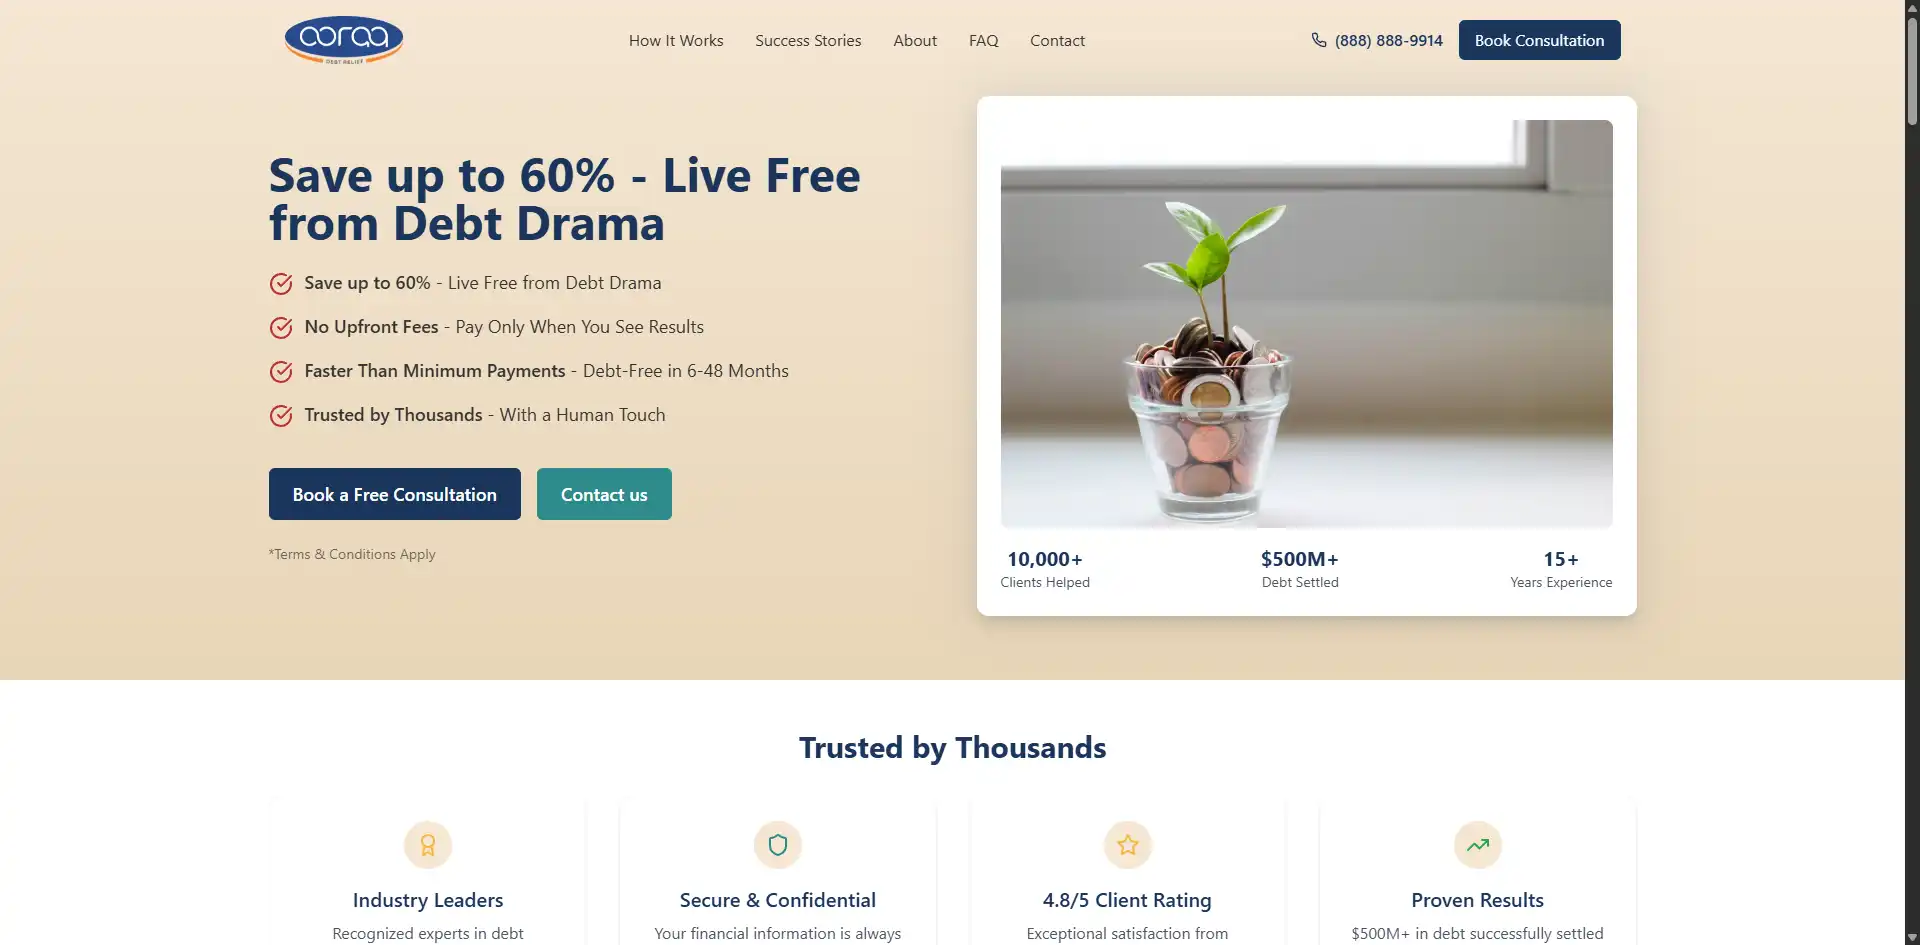 ooraa
DEBT RELIEF
How It Works
Success Stories
About
FAQ
Contact
(888) 888-9914
Book Consultation
Save up to 60% - Live Free
from Debt Drama
Save up to 60% - Live Free from Debt Drama
No Upfront Fees - Pay Only When You See Results
Faster Than Minimum Payments - Debt-Free in 6-48 Months
Trusted by Thousands - With a Human Touch
Book a Free Consultation
Contact us
*Terms & Conditions Apply
10,000+
Clients Helped
$500M+
Debt Settled
15+
Years Experience
Trusted by Thousands
Industry Leaders
Recognized experts in debt
Secure & Confidential
Your financial information is always
4.8/5 Client Rating
Exceptional satisfaction from
Proven Results
$500M+ in debt successfully settled